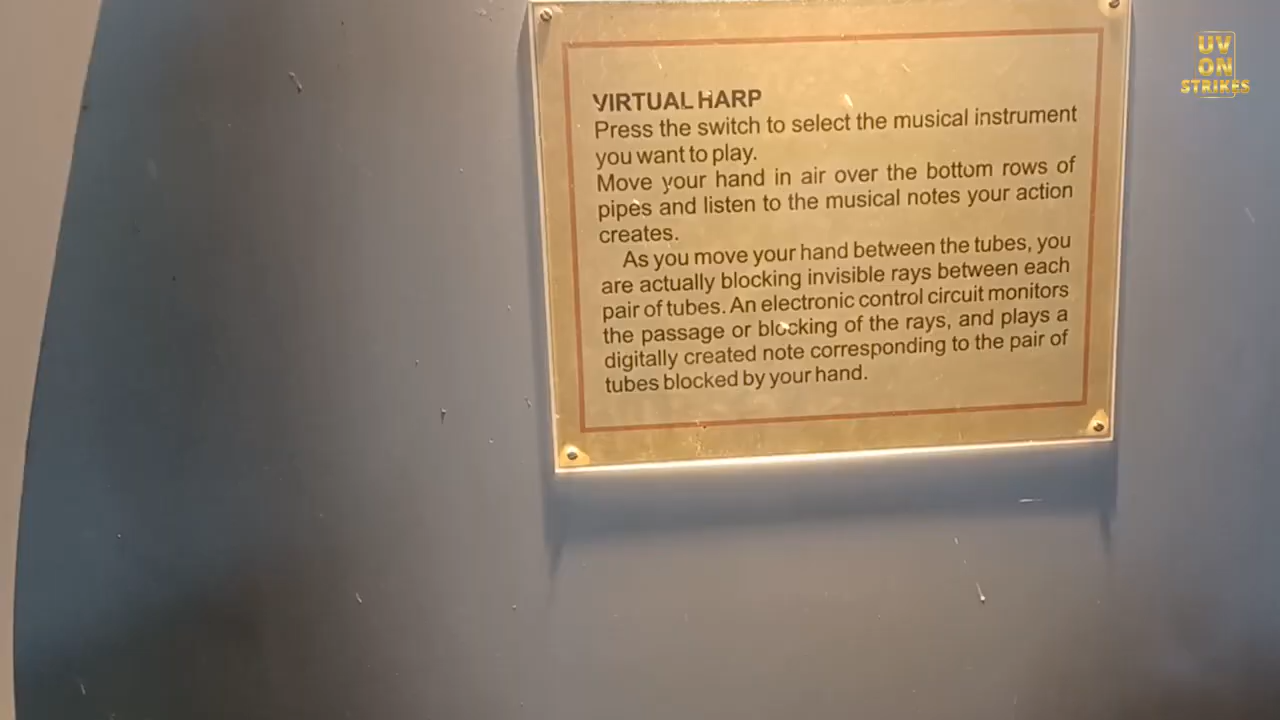 VIRTUAL HARP
Press the switch to select the musical instrument
you want to play.
Move your hand in air over the bottom rows of
pipes and listen to the musical notes your action
creates.
As you move your hand between the tubes, you
are actually blocking invisible rays between each
pair of tubes. An electronic control circuit monitors
the passage or blocking of the rays, and plays a
digitally created note corresponding to the pair of
tubes blocked by your hand.
UV
ON
STRIKES